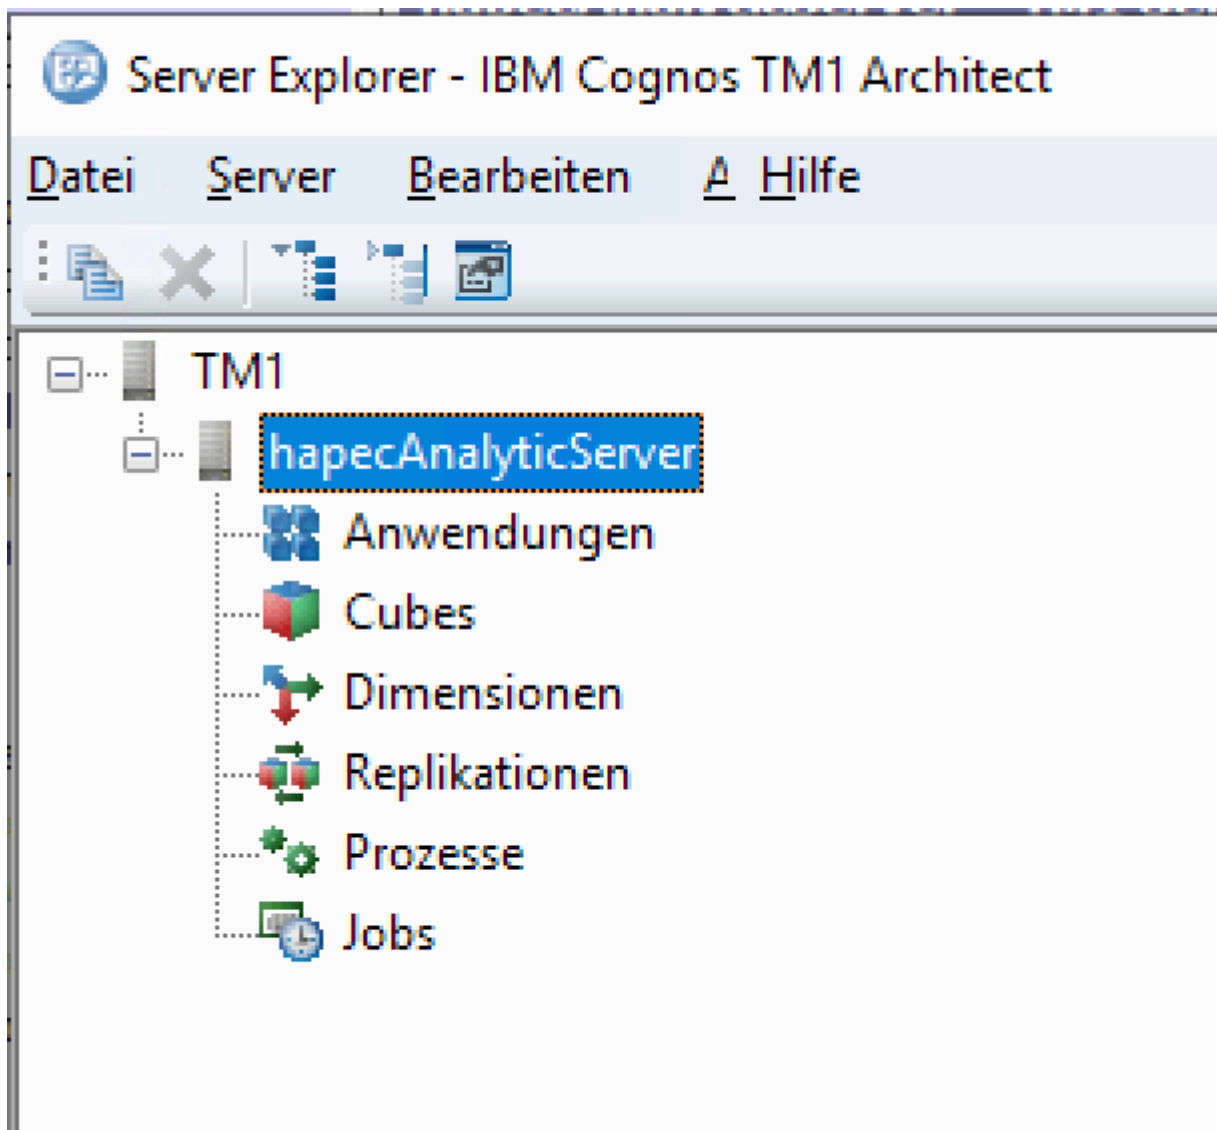 Server Explorer - IBM Cognos TM1 Architect
Datei Server Bearbeiten A Hilfe
TM1
hapecAnalyticServer
Anwendungen
Cubes
Dimensionen
Replikationen
Prozesse
Jobs